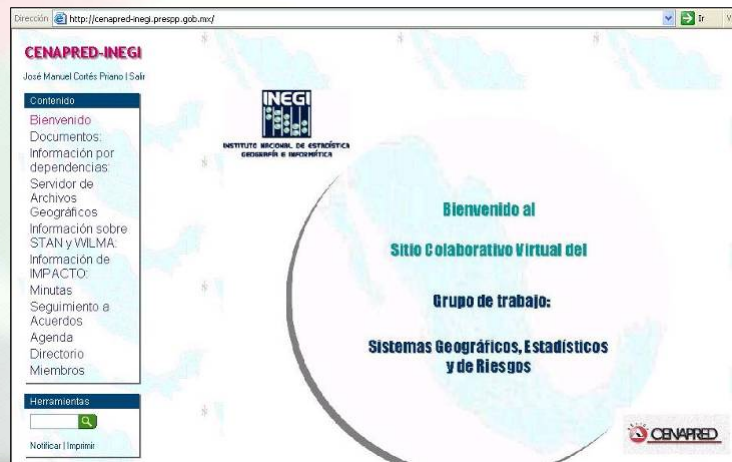 Dirección http://cenapred-inegi.prespp.gob.mx/ Ir
CENAPRED-INEGI
José Manuel Cortés Priano | Salir
Contenido
Bienvenido
Documentos:
Información por
dependencias:
Servidor de
Archivos
Geográficos
Información sobre
STAN y WILMA:
Información de
IMPACTO:
Minutas
Seguimiento a
Acuerdos
Agenda
Directorio
Miembros
Herramientas
Notificar | Imprimir
INEGI
INSTITUTO NACIONAL DE ESTADÍSTICA
GEOGRAFÍA E INFORMÁTICA
Bienvenido al
Sitio Colaborativo Virtual del
Grupo de trabajo:
Sistemas Geográficos, Estadísticos
y de Riesgos
CENAPRED